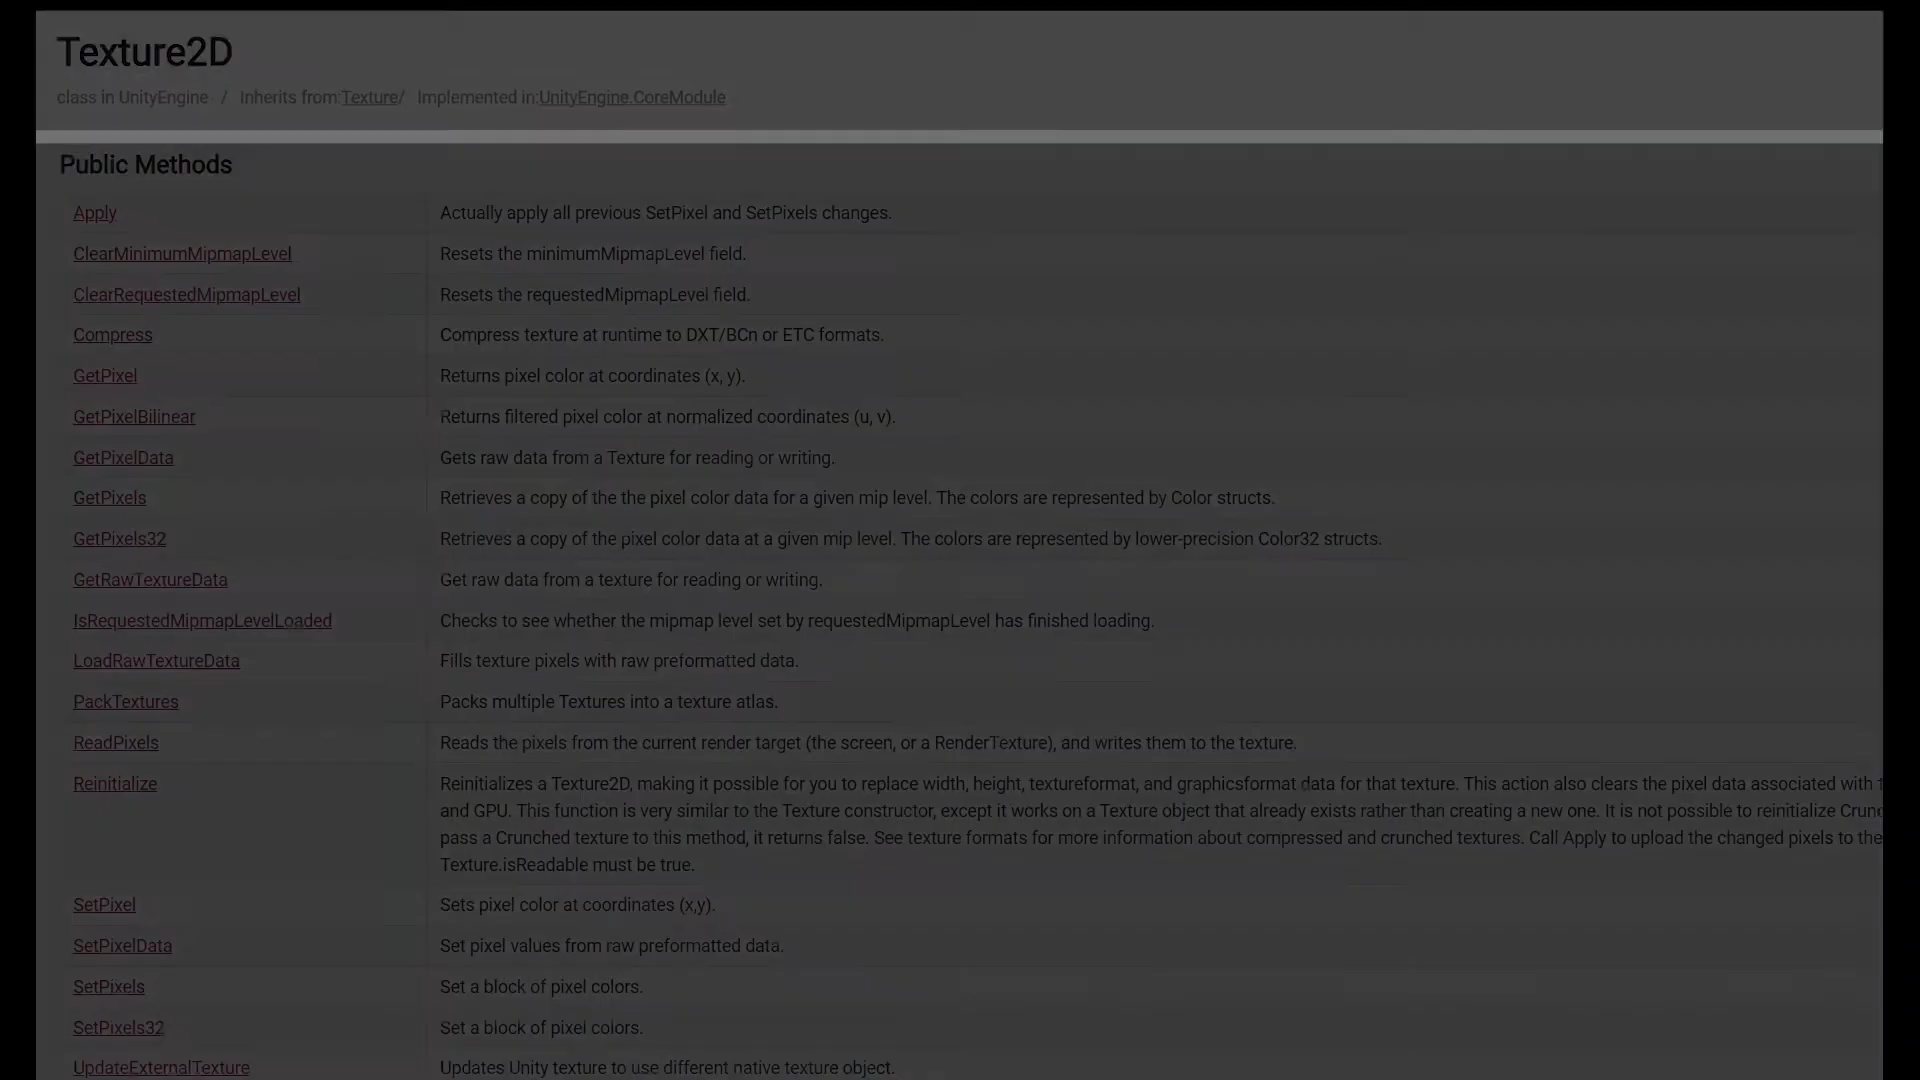 Texture2D
class in UnityEngine / Inherits from:Texture/ Implemented in:UnityEngine.CoreModule
Public Methods
Apply Actually apply all previous SetPixel and SetPixels changes.
ClearMinimumMipmapLevel Resets the minimumMipmapLevel field.
ClearRequestedMipmapLevel Resets the requestedMipmapLevel field.
Compress Compress texture at runtime to DXT/BCn or ETC formats.
GetPixel Returns pixel color at coordinates (x, y).
GetPixelBilinear Returns filtered pixel color at normalized coordinates (u, v).
GetPixelData Gets raw data from a Texture for reading or writing.
GetPixels Retrieves a copy of the the pixel color data for a given mip level. The colors are represented by Color structs.
GetPixels32 Retrieves a copy of the pixel color data at a given mip level. The colors are represented by lower-precision Color32 structs.
GetRawTextureData Get raw data from a texture for reading or writing.
IsRequestedMipmapLevelLoaded Checks to see whether the mipmap level set by requestedMipmapLevel has finished loading.
LoadRawTextureData Fills texture pixels with raw preformatted data.
PackTextures Packs multiple Textures into a texture atlas.
ReadPixels Reads the pixels from the current render target (the screen, or a RenderTexture), and writes them to the texture.
Reinitialize Reinitializes a Texture2D, making it possible for you to replace width, height, textureformat, and graphicsformat data for that texture. This action also clears the pixel data associated with
and GPU. This function is very similar to the Texture constructor, except it works on a Texture object that already exists rather than creating a new one. It is not possible to reinitialize Crunc
pass a Crunched texture to this method, it returns false. See texture formats for more information about compressed and crunched textures. Call Apply to upload the changed pixels to the
Texture.isReadable must be true.
SetPixel Sets pixel color at coordinates (x,y).
SetPixelData Set pixel values from raw preformatted data.
SetPixels Set a block of pixel colors.
SetPixels32 Set a block of pixel colors.
UpdateExternalTexture Updates Unity texture to use different native texture object.